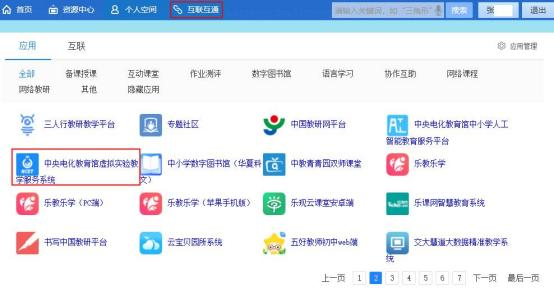 首页 资源中心 个人空间 互联互通 请输入关键词，如“三角形” 搜索 张 退出
应用 互联 应用管理
全部 备课授课 互动课堂 作业测评 数字图书馆 语言学习 协作互助 网络课程
网络教研 其他 隐藏应用
三人行教研教学平台 专题社区 中国教研网平台 中央电化教育馆中小学人工
智能教育服务平台
中央电化教育馆虚拟实验教
学服务系统
中小学数字图书馆（华夏科
文）
中教青青园双师课堂 乐教乐学
乐教乐学（PC端） 乐教乐学（苹果手机版） 乐观云课堂安卓端 乐课网智慧教育系统
书写中国教研平台 云宝贝园所系统 五好教师初中web端 交大慧道大数据精准教学系
统
上一页 1 2 3 4 5 6 7 下一页 最后一页